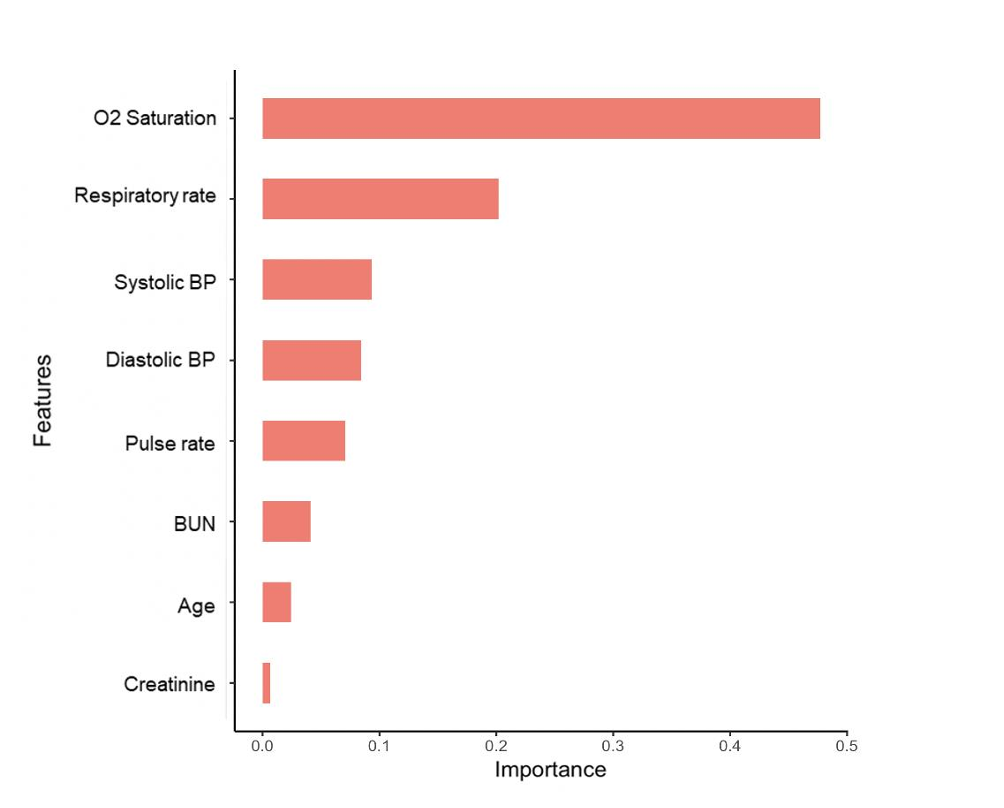 O2 Saturation
Respiratory rate
Systolic BP
Diastolic BP
Pulse rate
BUN
Age
Creatinine
Features
0.0 0.1 0.2 0.3 0.4 0.5
Importance